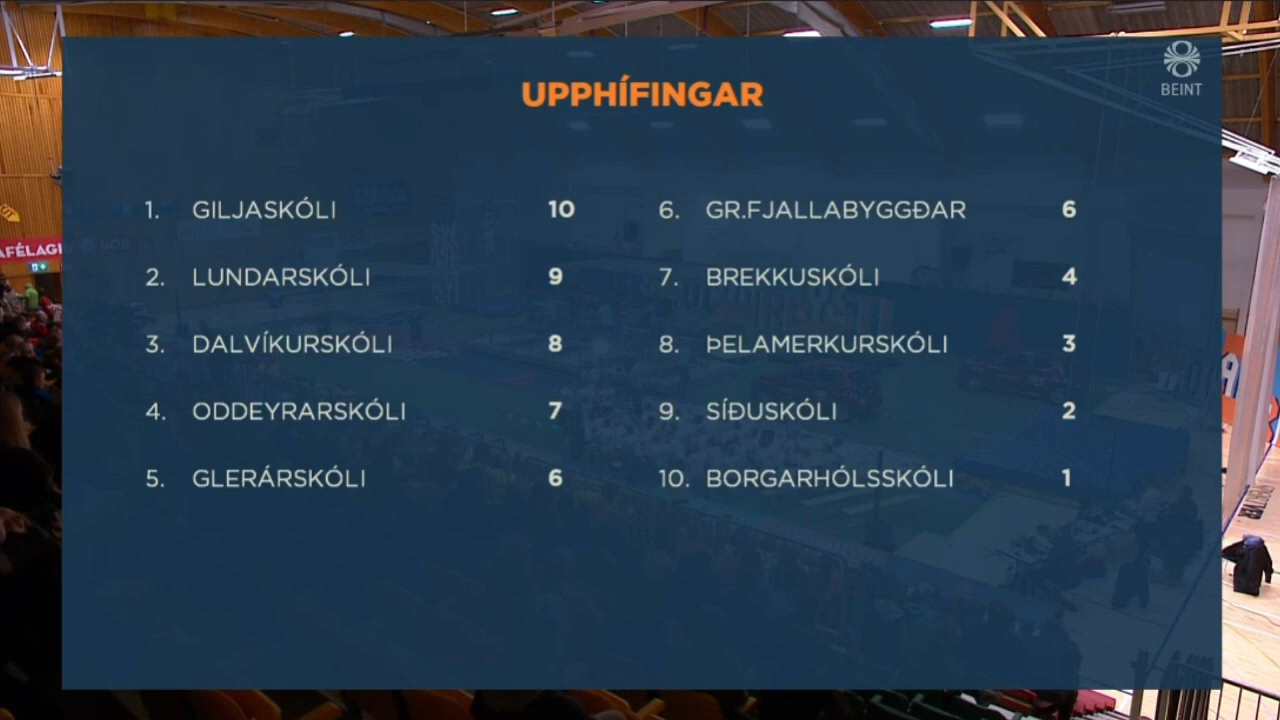 BEINT
UPPHÍFINGAR
1. GILJASKÓLI 10
2. LUNDARSKÓLI 9
3. DALVÍKURSKÓLI 8
4. ODDEYRARSKÓLI 7
5. GLERÁRSKÓLI 6
6. GR.FJALLABYGGÐAR 6
7. BREKKUSKÓLI 4
8. ÞELAMERKURSKÓLI 3
9. SÍÐUSKÓLI 2
10. BORGARHÓLSSKÓLI 1